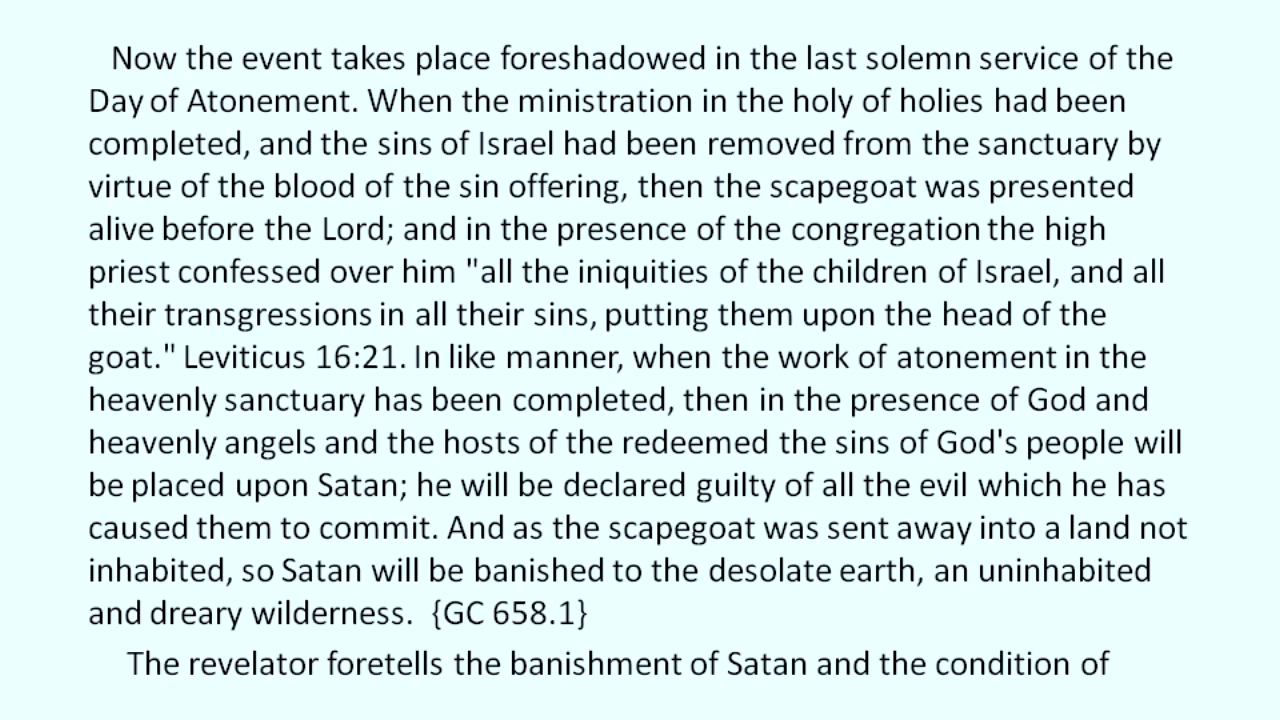 Now the event takes place foreshadowed in the last solemn service of the
Day of Atonement. When the ministration in the holy of holies had been
completed, and the sins of Israel had been removed from the sanctuary by
virtue of the blood of the sin offering, then the scapegoat was presented
alive before the Lord; and in the presence of the congregation the high
priest confessed over him "all the iniquities of the children of Israel, and all
their transgressions in all their sins, putting them upon the head of the
goat." Leviticus 16:21. In like manner, when the work of atonement in the
heavenly sanctuary has been completed, then in the presence of God and
heavenly angels and the hosts of the redeemed the sins of God's people will
be placed upon Satan; he will be declared guilty of all the evil which he has
caused them to commit. And as the scapegoat was sent away into a land not
inhabited, so Satan will be banished to the desolate earth, an uninhabited
and dreary wilderness. {GC 658.1}
The revelator foretells the banishment of Satan and the condition of